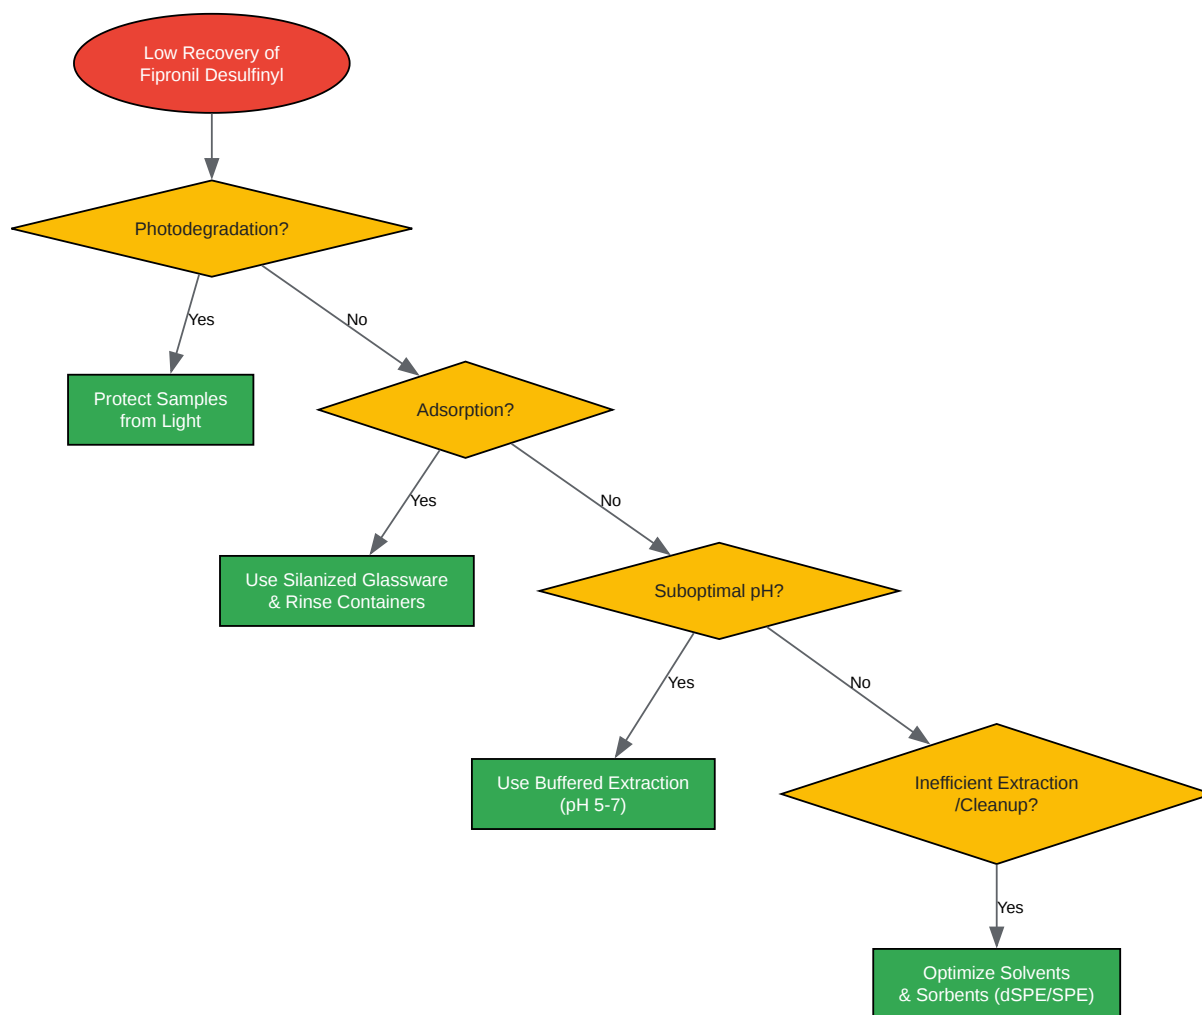 Low Recovery of
Fipronil Desulfinyl
Photodegradation?
Yes
No
Protect Samples
from Light
Adsorption?
Yes
No
Use Silanized Glassware
& Rinse Containers
Suboptimal pH?
Yes
No
Use Buffered Extraction
(pH 5-7)
Inefficient Extraction
/Cleanup?
Yes
Optimize Solvents
& Sorbents (dSPE/SPE)